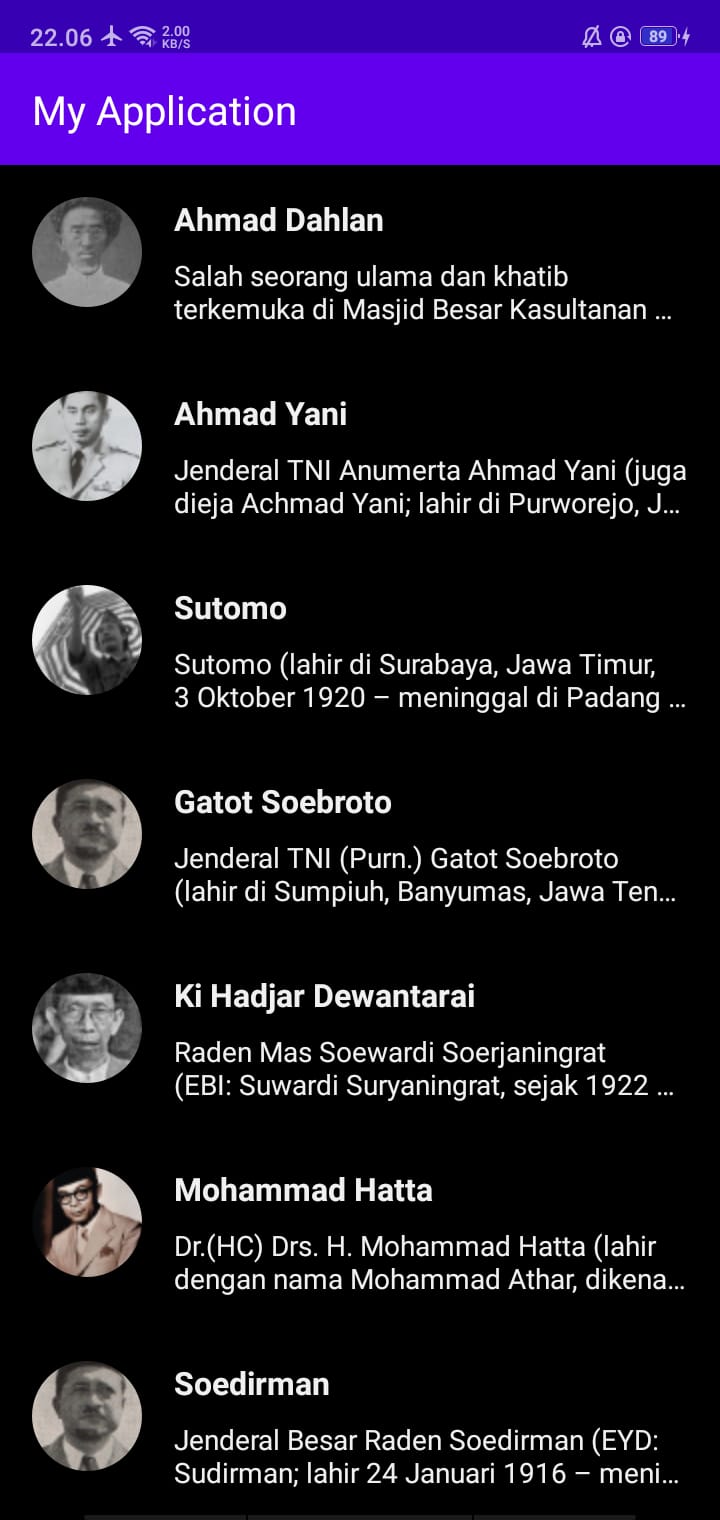 22.06 2.00 KB/S 89
My Application
Ahmad Dahlan
Salah seorang ulama dan khatib
terkemuka di Masjid Besar Kasultanan ...
Ahmad Yani
Jenderal TNI Anumerta Ahmad Yani (juga
dieja Achmad Yani; lahir di Purworejo, J...
Sutomo
Sutomo (lahir di Surabaya, Jawa Timur,
3 Oktober 1920 – meninggal di Padang ...
Gatot Soebroto
Jenderal TNI (Purn.) Gatot Soebroto
(lahir di Sumpiuh, Banyumas, Jawa Ten...
Ki Hadjar Dewantarai
Raden Mas Soewardi Soerjaningrat
(EBI: Suwardi Suryaningrat, sejak 1922 ...
Mohammad Hatta
Dr.(HC) Drs. H. Mohammad Hatta (lahir
dengan nama Mohammad Athar, dikena...
Soedirman
Jenderal Besar Raden Soedirman (EYD:
Sudirman; lahir 24 Januari 1916 – meni...